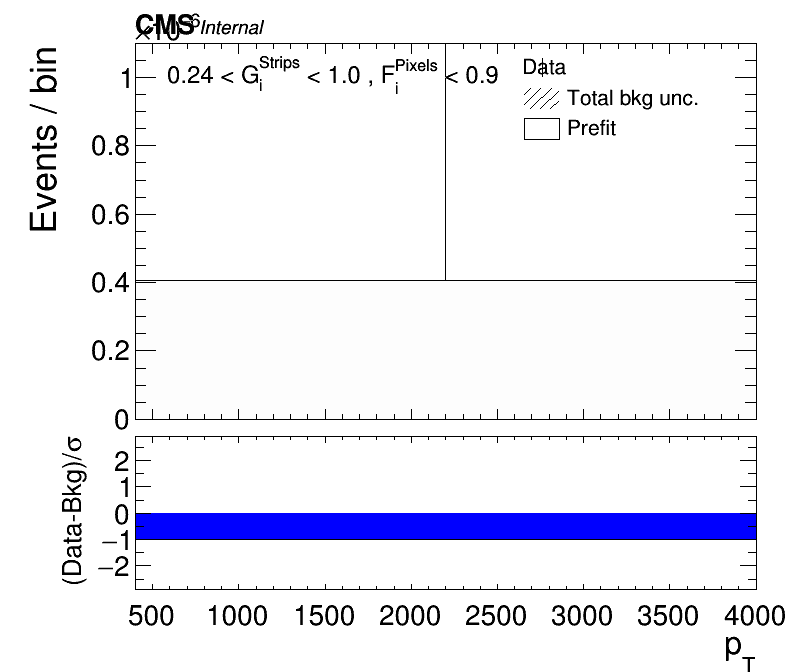 CMS Internal
×10⁻⁶
Events / bin
0.24 < G_i^Strips < 1.0 , F_i^Pixels < 0.9
Data
Total bkg unc.
Prefit
1
0.8
0.6
0.4
0.2
0
(Data-Bkg)/σ
2
1
0
−1
−2
500 1000 1500 2000 2500 3000 3500 4000
p_T